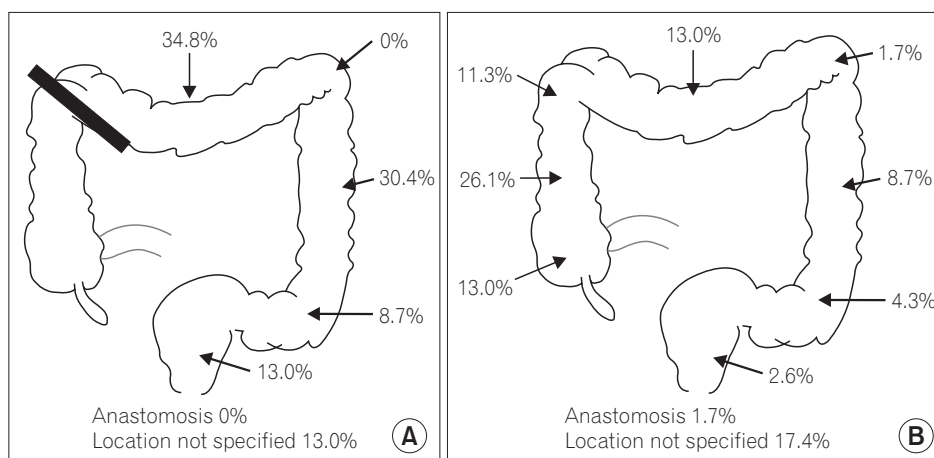 34.8%
0%
30.4%
8.7%
13.0%
Anastomosis 0%
Location not specified 13.0%
A
13.0%
1.7%
11.3%
26.1%
8.7%
13.0%
4.3%
2.6%
Anastomosis 1.7%
Location not specified 17.4%
B